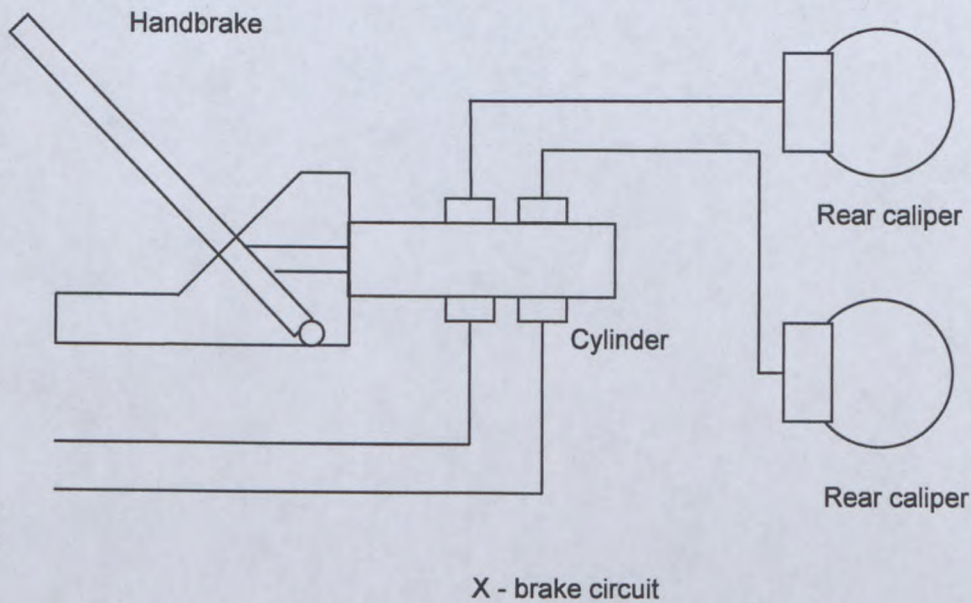 Handbrake
Rear caliper
Cylinder
Rear caliper
X - brake circuit